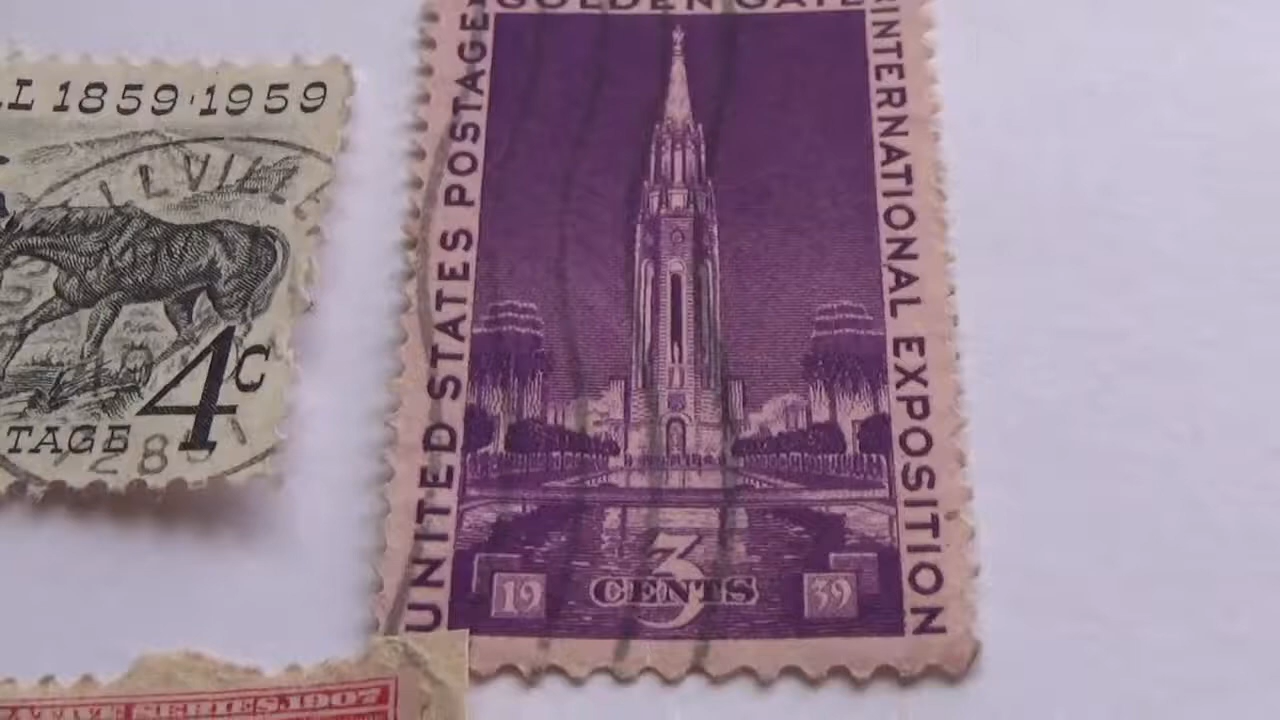 1859·1959
4c
TAGE
GOLDEN GATE
UNITED STATES POSTAGE
INTERNATIONAL EXPOSITION
3
CENTS
19
39
SERIES 1907